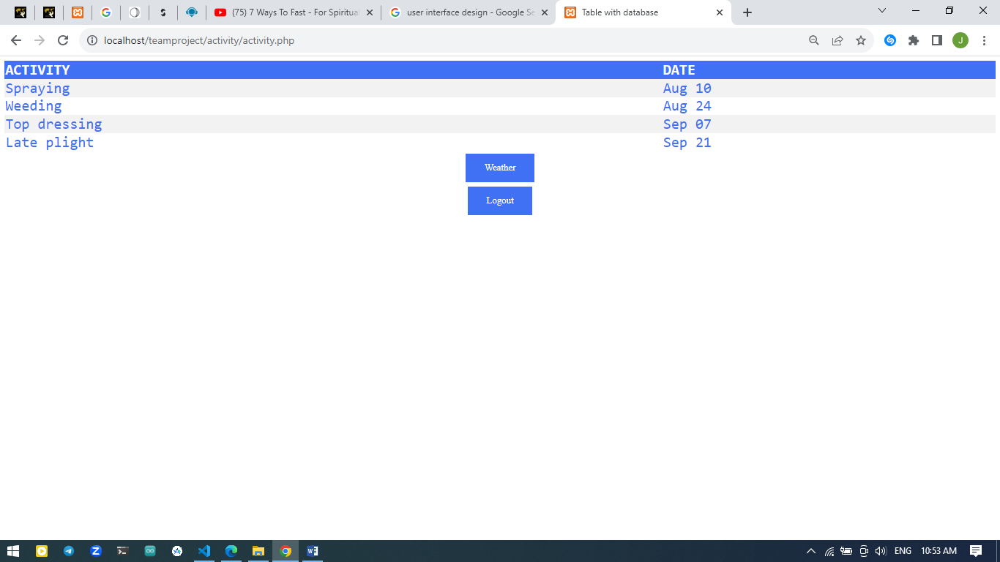 (75) 7 Ways To Fast - For Spiritual
user interface design - Google Se
Table with database
localhost/teamproject/activity/activity.php
J
ACTIVITY DATE
Spraying Aug 10
Weeding Aug 24
Top dressing Sep 07
Late plight Sep 21
Weather
Logout
ENG 10:53 AM